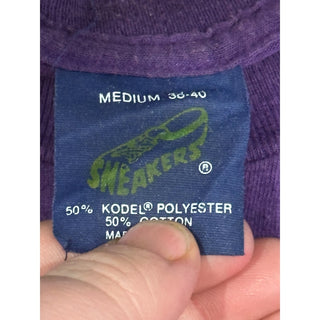 MEDIUM 38-40
SNEAKERS®
50% KODEL® POLYESTER
50% COTTON